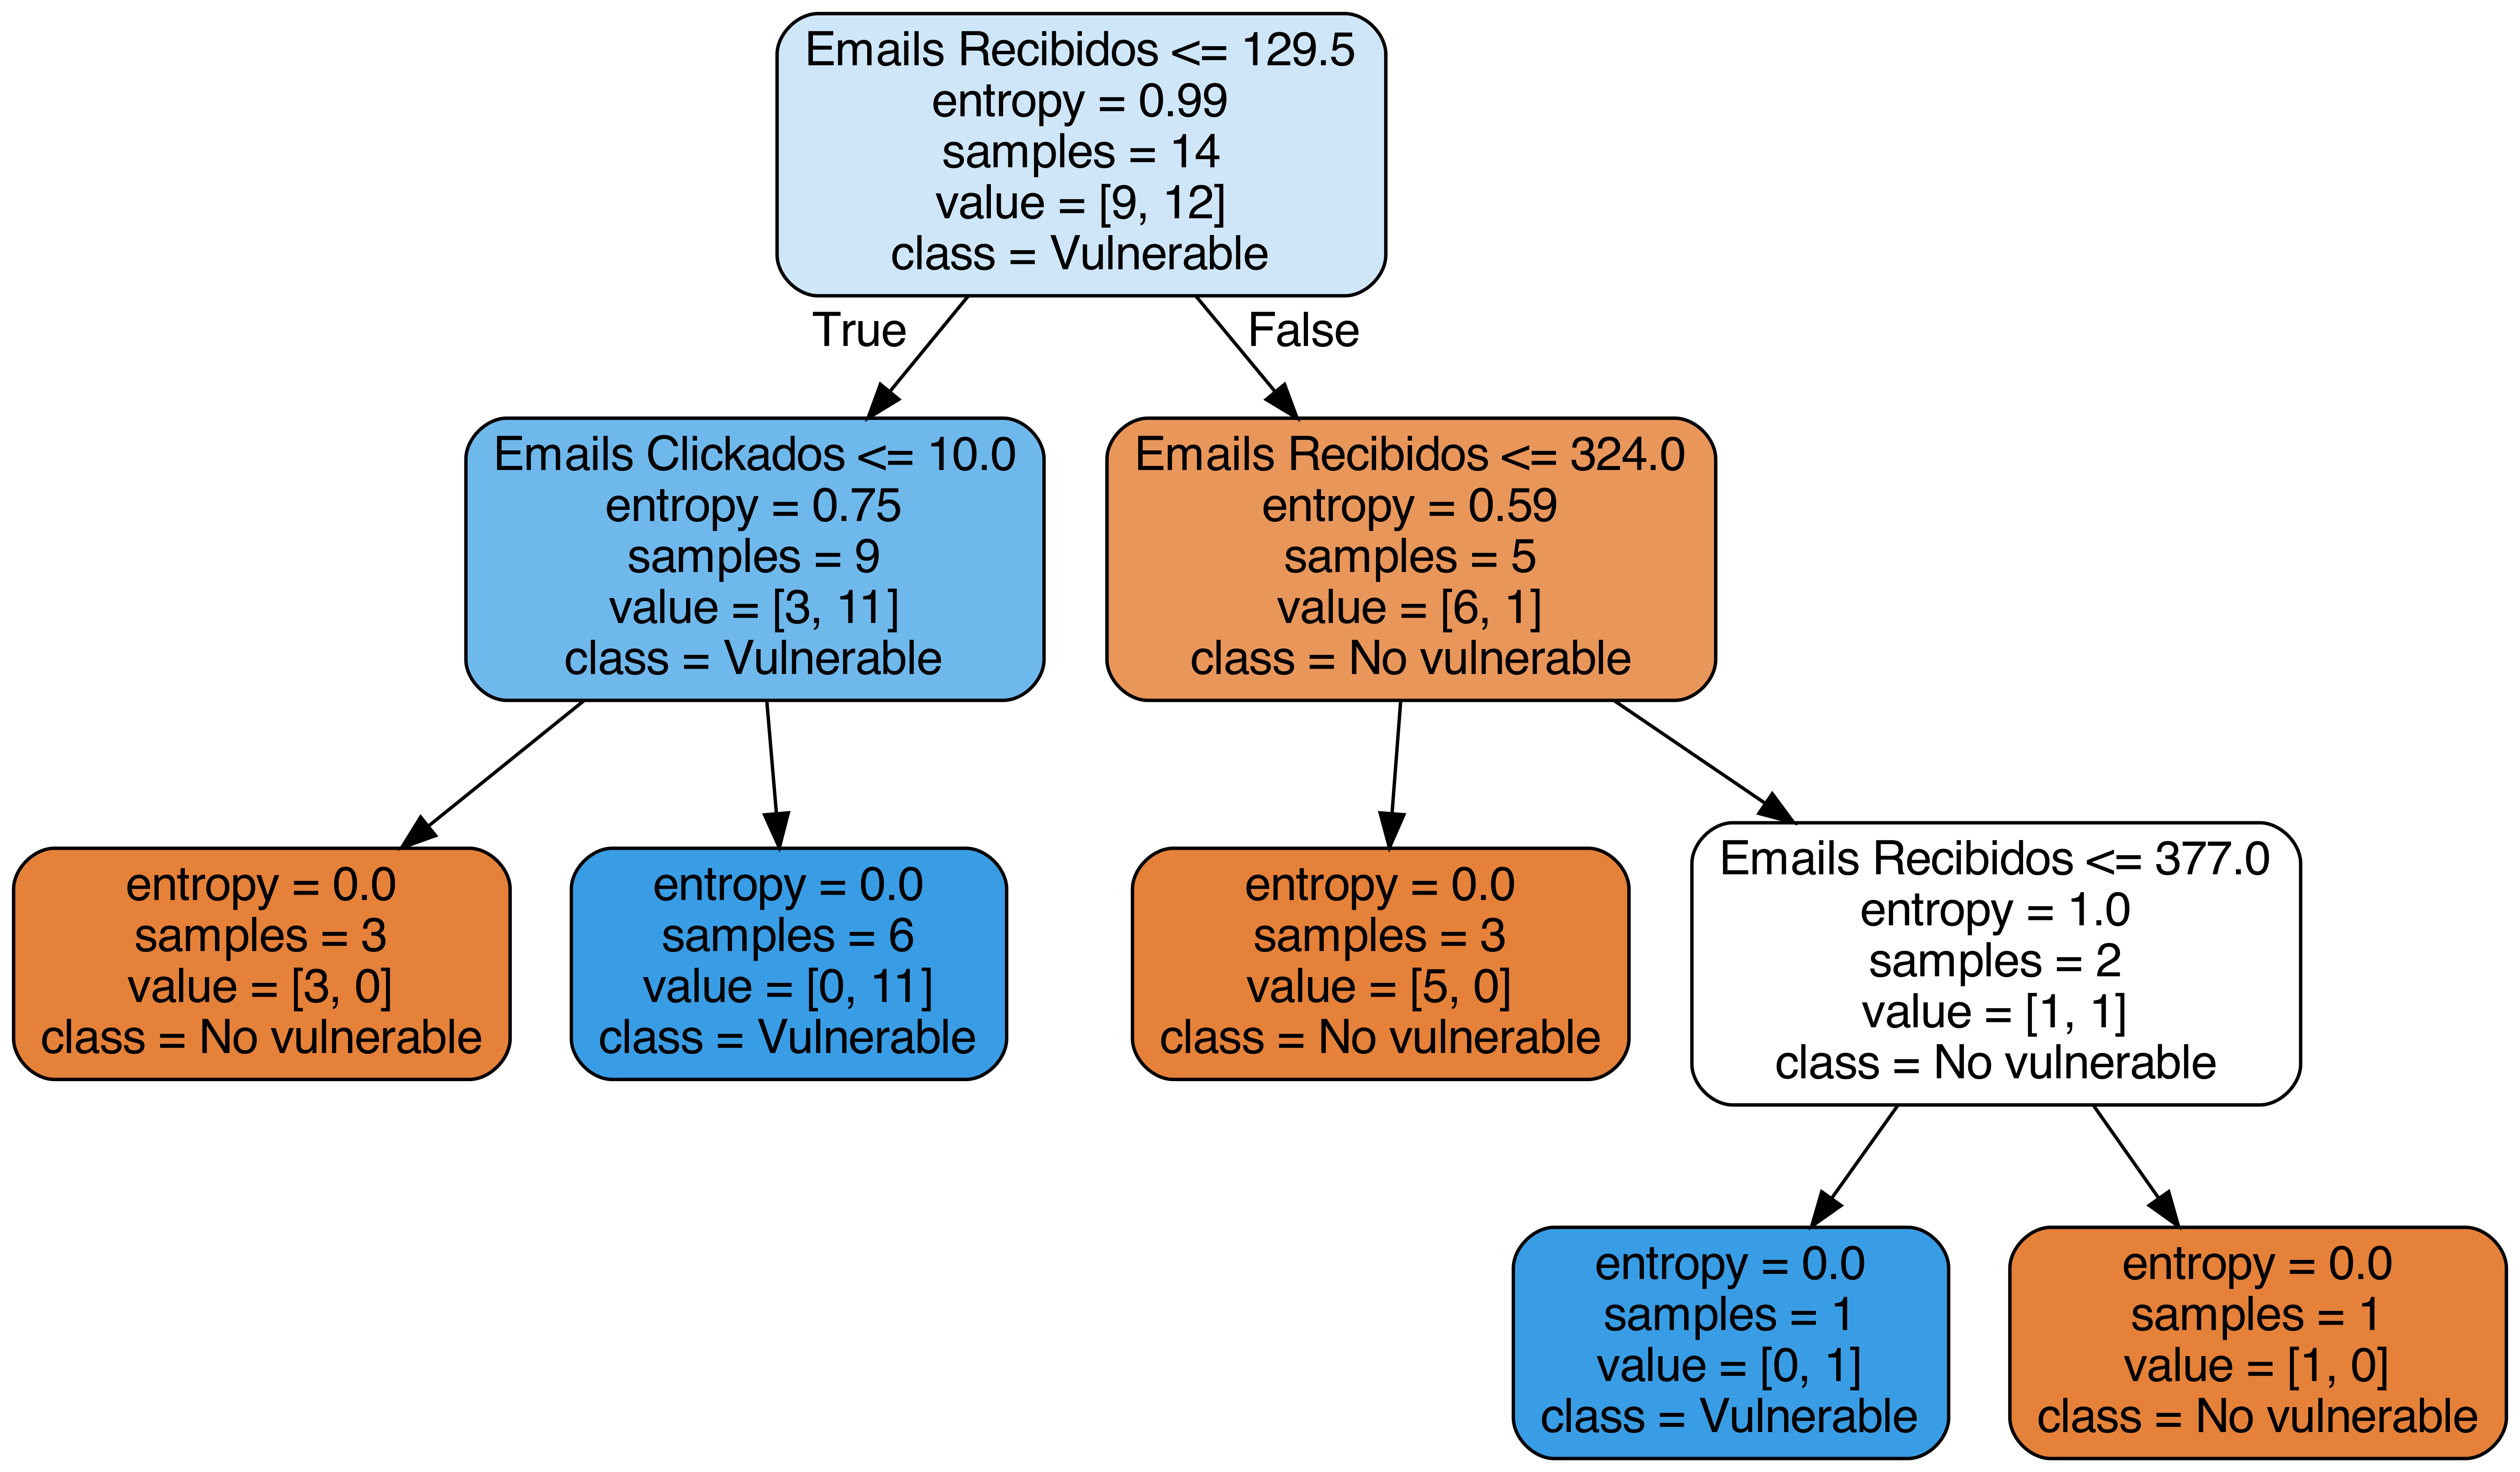 Emails Recibidos <= 129.5
entropy = 0.99
samples = 14
value = [9, 12]
class = Vulnerable
True
False
Emails Clickados <= 10.0
entropy = 0.75
samples = 9
value = [3, 11]
class = Vulnerable
Emails Recibidos <= 324.0
entropy = 0.59
samples = 5
value = [6, 1]
class = No vulnerable
entropy = 0.0
samples = 3
value = [3, 0]
class = No vulnerable
entropy = 0.0
samples = 6
value = [0, 11]
class = Vulnerable
entropy = 0.0
samples = 3
value = [5, 0]
class = No vulnerable
Emails Recibidos <= 377.0
entropy = 1.0
samples = 2
value = [1, 1]
class = No vulnerable
entropy = 0.0
samples = 1
value = [0, 1]
class = Vulnerable
entropy = 0.0
samples = 1
value = [1, 0]
class = No vulnerable